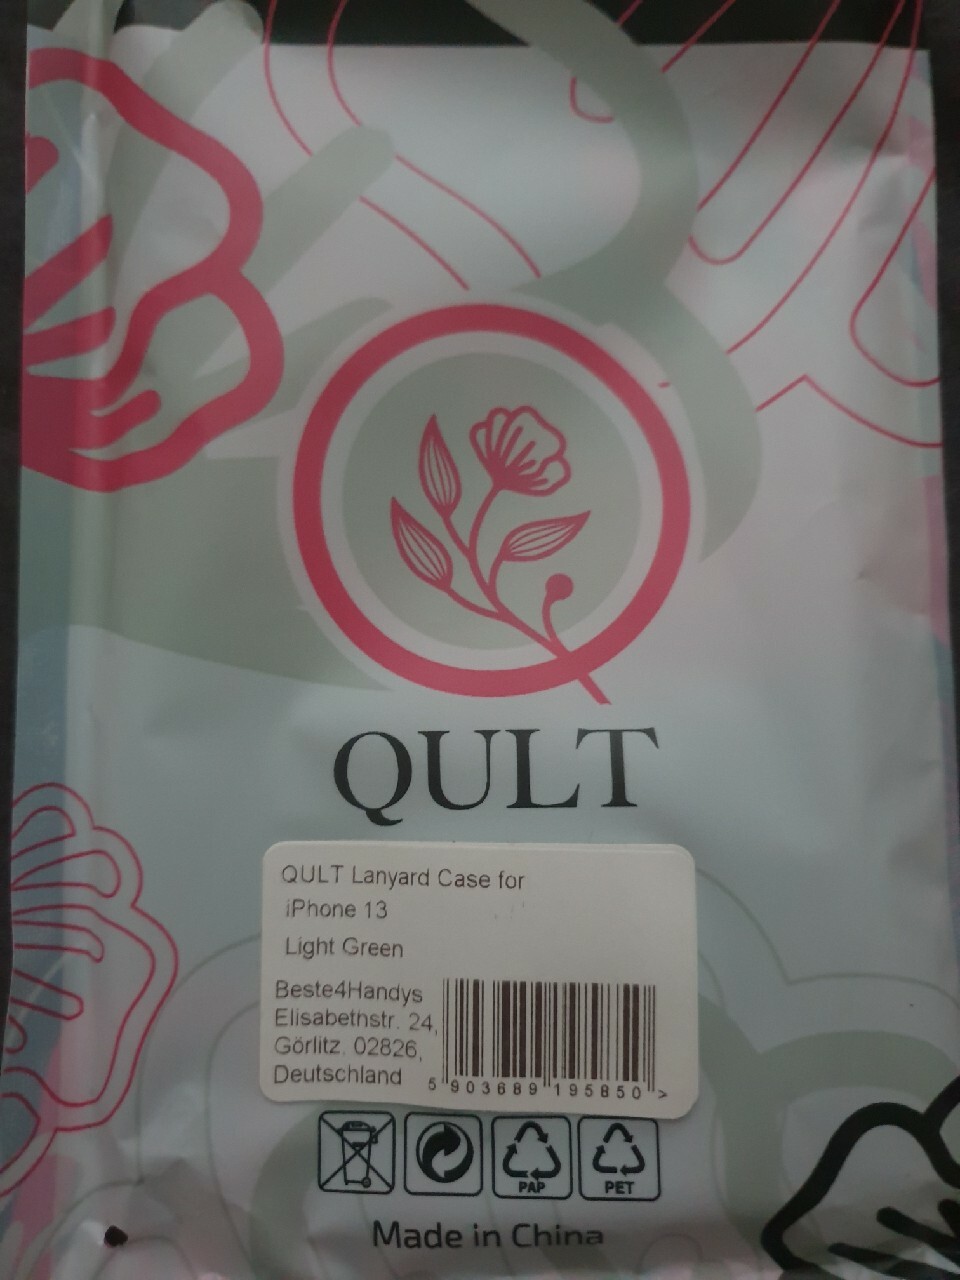 QULT
QULT Lanyard Case for
iPhone 13
Light Green
Beste4Handys
Elisabethstr. 24,
Görlitz. 02826,
Deutschland
5 903689 195850 >
PAP
PET
Made in China